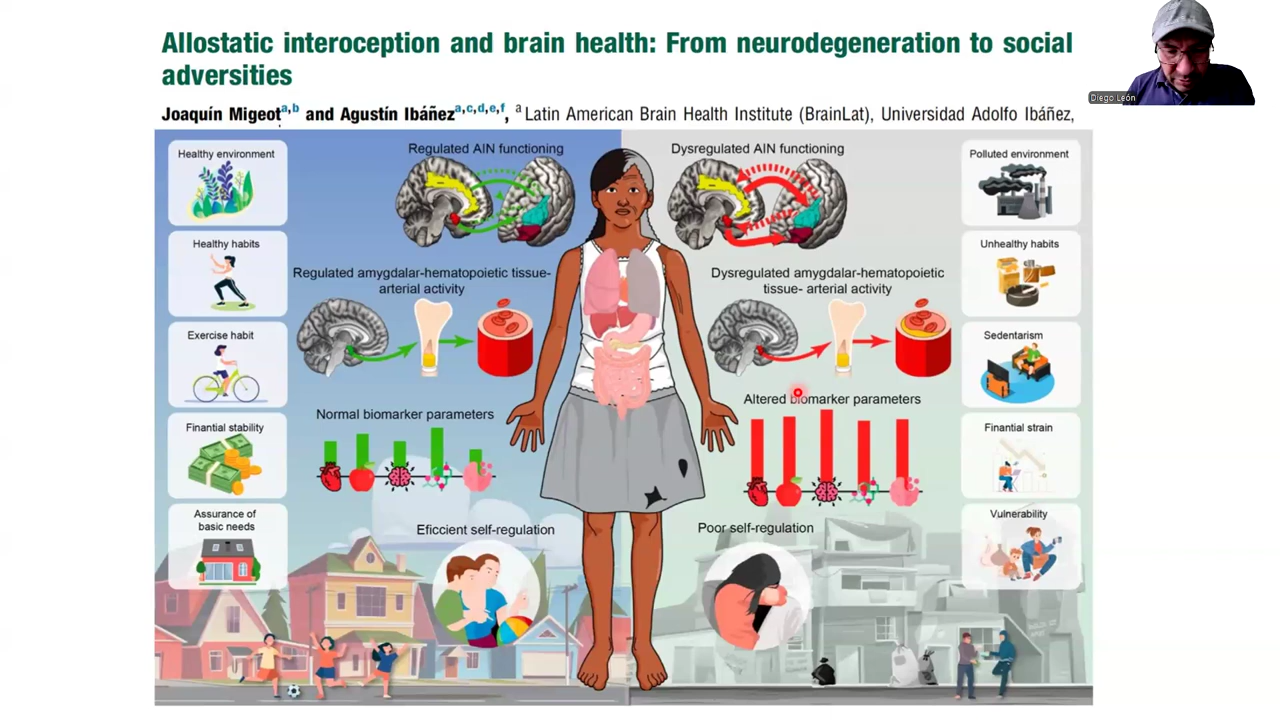 Allostatic interoception and brain health: From neurodegeneration to social
adversities
Diego León
Joaquín Migeot a,b and Agustín Ibáñez a,c,d,e,f, a Latin American Brain Health Institute (BrainLat), Universidad Adolfo Ibáñez,
Healthy environment
Healthy habits
Exercise habit
Finantial stability
Assurance of
basic needs
Regulated AIN functioning
Regulated amygdalar-hematopoietic tissue-
arterial activity
Normal biomarker parameters
Eficcient self-regulation
Dysregulated AIN functioning
Dysregulated amygdalar-hematopoietic
tissue- arterial activity
Altered biomarker parameters
Poor self-regulation
Polluted environment
Unhealthy habits
Sedentarism
Finantial strain
Vulnerability